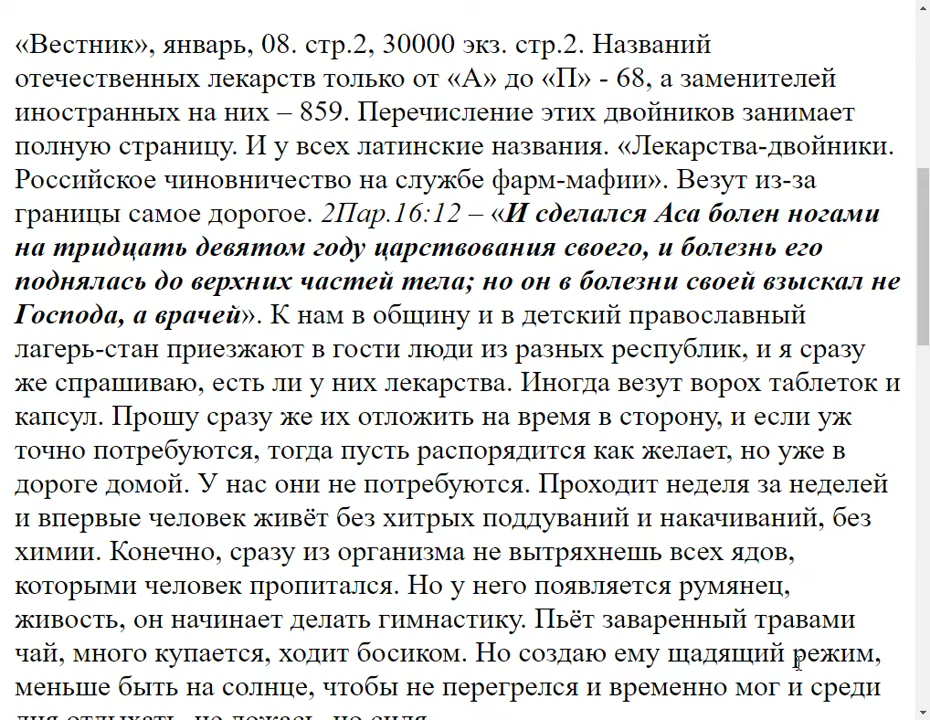 «Вестник», январь, 08. стр.2, 30000 экз. стр.2. Названий
отечественных лекарств только от «А» до «П» - 68, а заменителей
иностранных на них – 859. Перечисление этих двойников занимает
полную страницу. И у всех латинские названия. «Лекарства-двойники.
Российское чиновничество на службе фарм-мафии». Везут из-за
границы самое дорогое. 2Пар.16:12 – «И сделался Аса болен ногами
на тридцать девятом году царствования своего, и болезнь его
поднялась до верхних частей тела; но он в болезни своей взыскал не
Господа, а врачей». К нам в общину и в детский православный
лагерь-стан приезжают в гости люди из разных республик, и я сразу
же спрашиваю, есть ли у них лекарства. Иногда везут ворох таблеток и
капсул. Прошу сразу же их отложить на время в сторону, и если уж
точно потребуются, тогда пусть распорядится как желает, но уже в
дороге домой. У нас они не потребуются. Проходит неделя за неделей
и впервые человек живёт без хитрых поддуваний и накачиваний, без
химии. Конечно, сразу из организма не вытряхнешь всех ядов,
которыми человек пропитался. Но у него появляется румянец,
живость, он начинает делать гимнастику. Пьёт заваренный травами
чай, много купается, ходит босиком. Но создаю ему щадящий режим,
меньше быть на солнце, чтобы не перегрелся и временно мог и среди
дня отдыхать, не ложась, но сидя.